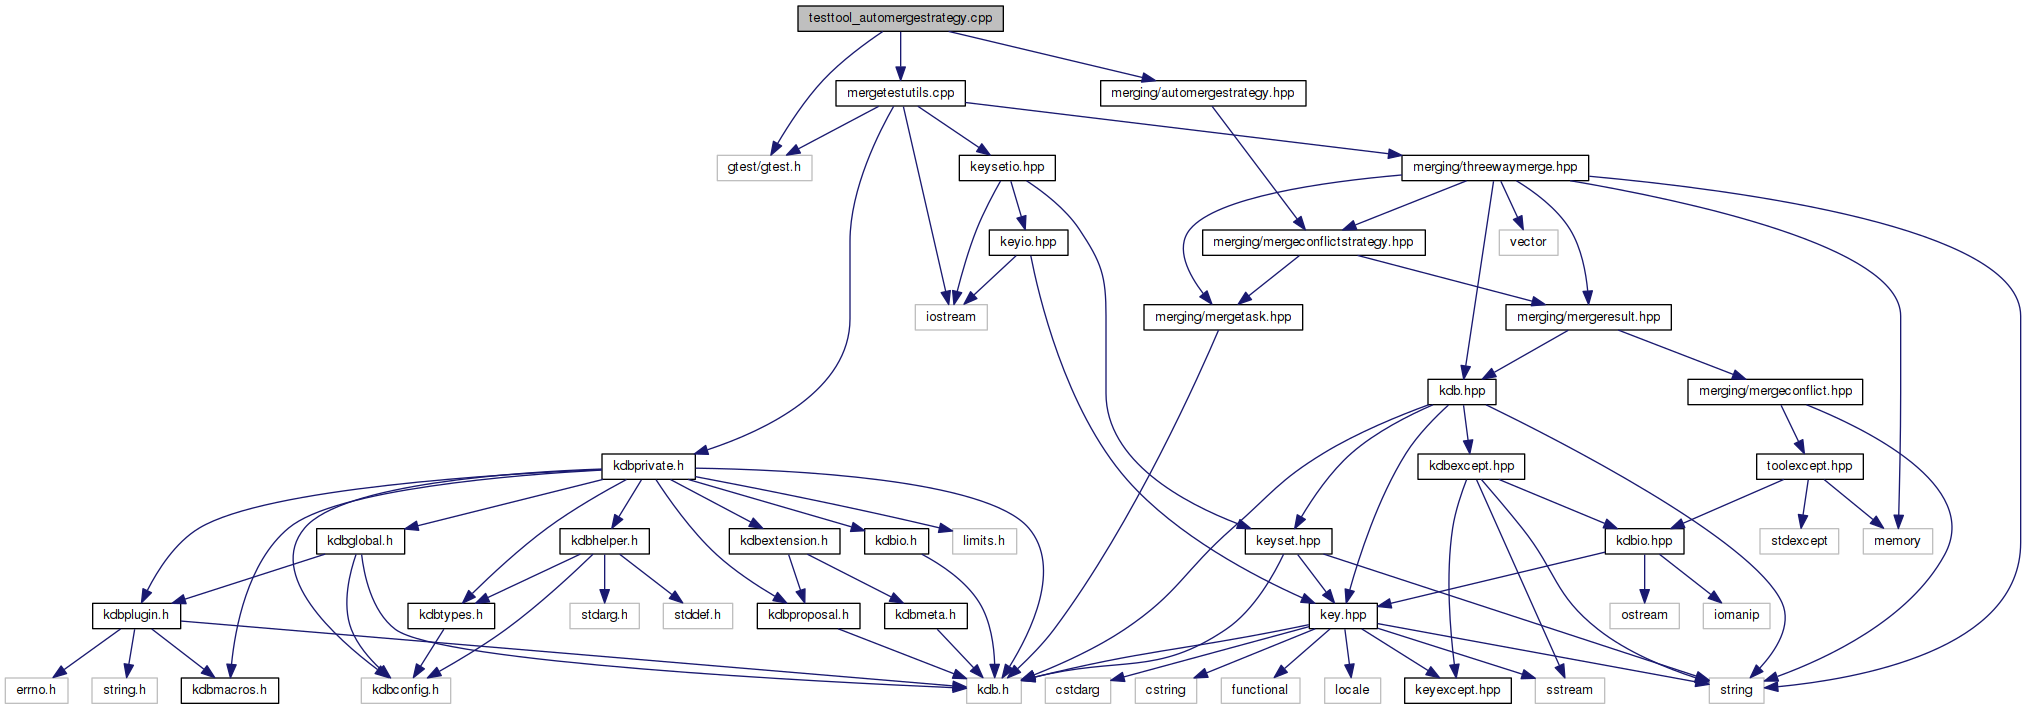 testtool_automergestrategy.cpp
mergetestutils.cpp
merging/automergestrategy.hpp
gtest/gtest.h
keysetio.hpp
merging/threewaymerge.hpp
keyio.hpp
merging/mergeconflictstrategy.hpp
vector
iostream
merging/mergetask.hpp
merging/mergeresult.hpp
kdb.hpp
merging/mergeconflict.hpp
kdbprivate.h
kdbexcept.hpp
toolexcept.hpp
kdbglobal.h
kdbhelper.h
kdbextension.h
kdbio.h
limits.h
keyset.hpp
kdbio.hpp
stdexcept
memory
kdbplugin.h
kdbtypes.h
stdarg.h
stddef.h
kdbproposal.h
kdbmeta.h
key.hpp
ostream
iomanip
errno.h
string.h
kdbmacros.h
kdbconfig.h
kdb.h
cstdarg
cstring
functional
locale
keyexcept.hpp
sstream
string